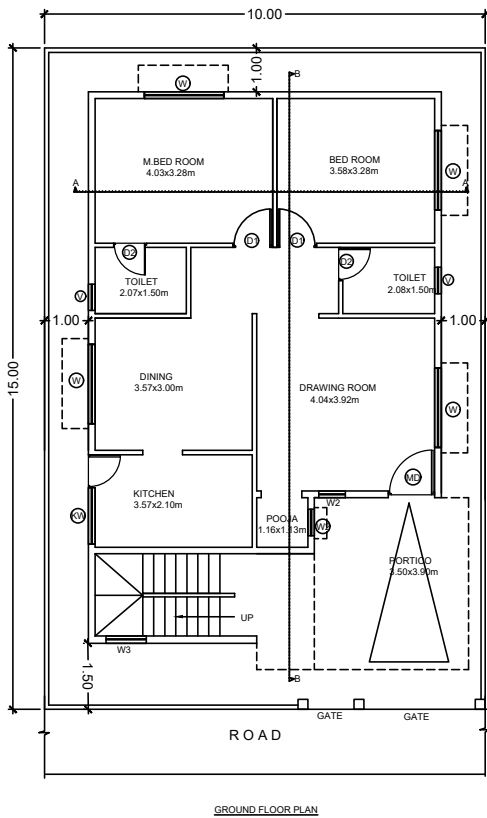 10.00
1.00
B
W
M.BED ROOM
4.03x3.28m
BED ROOM
3.58x3.28m
W
A
A
D1
D1
D2
D2
TOILET
2.07x1.50m
TOILET
2.08x1.50m
V
V
1.00
1.00
15.00
W
DINING
3.57x3.00m
DRAWING ROOM
4.04x3.92m
W
MD
KITCHEN
3.57x2.10m
KW
W2
POOJA
1.16x1.13m
PORTICO
3.50x3.90m
UP
W3
1.50
B
GATE
GATE
ROAD
GROUND FLOOR PLAN